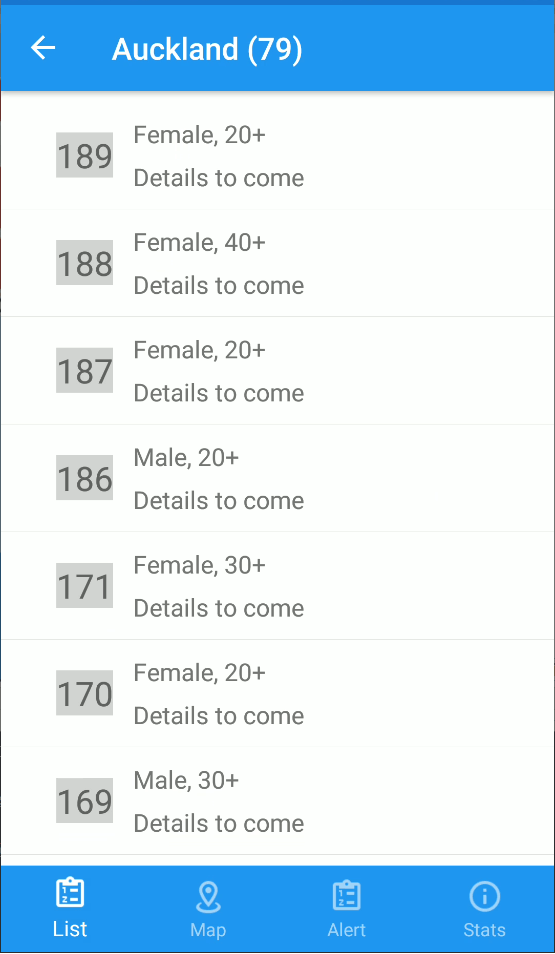 Auckland (79)
189
Female, 20+
Details to come
188
Female, 40+
Details to come
187
Female, 20+
Details to come
186
Male, 20+
Details to come
171
Female, 30+
Details to come
170
Female, 20+
Details to come
169
Male, 30+
Details to come
List
Map
Alert
Stats